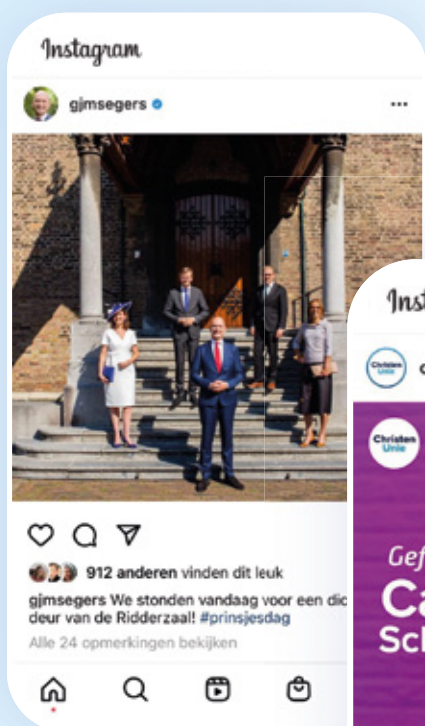 Instagram
gjmsegers
912 anderen vinden dit leuk
gjmsegers We stonden vandaag voor een dic
deur van de Ridderzaal! #prinsjesdag
Alle 24 opmerkingen bekijken
Inst
Christen
Unie
c
Christen
Unie
Gef
Ca
Scl